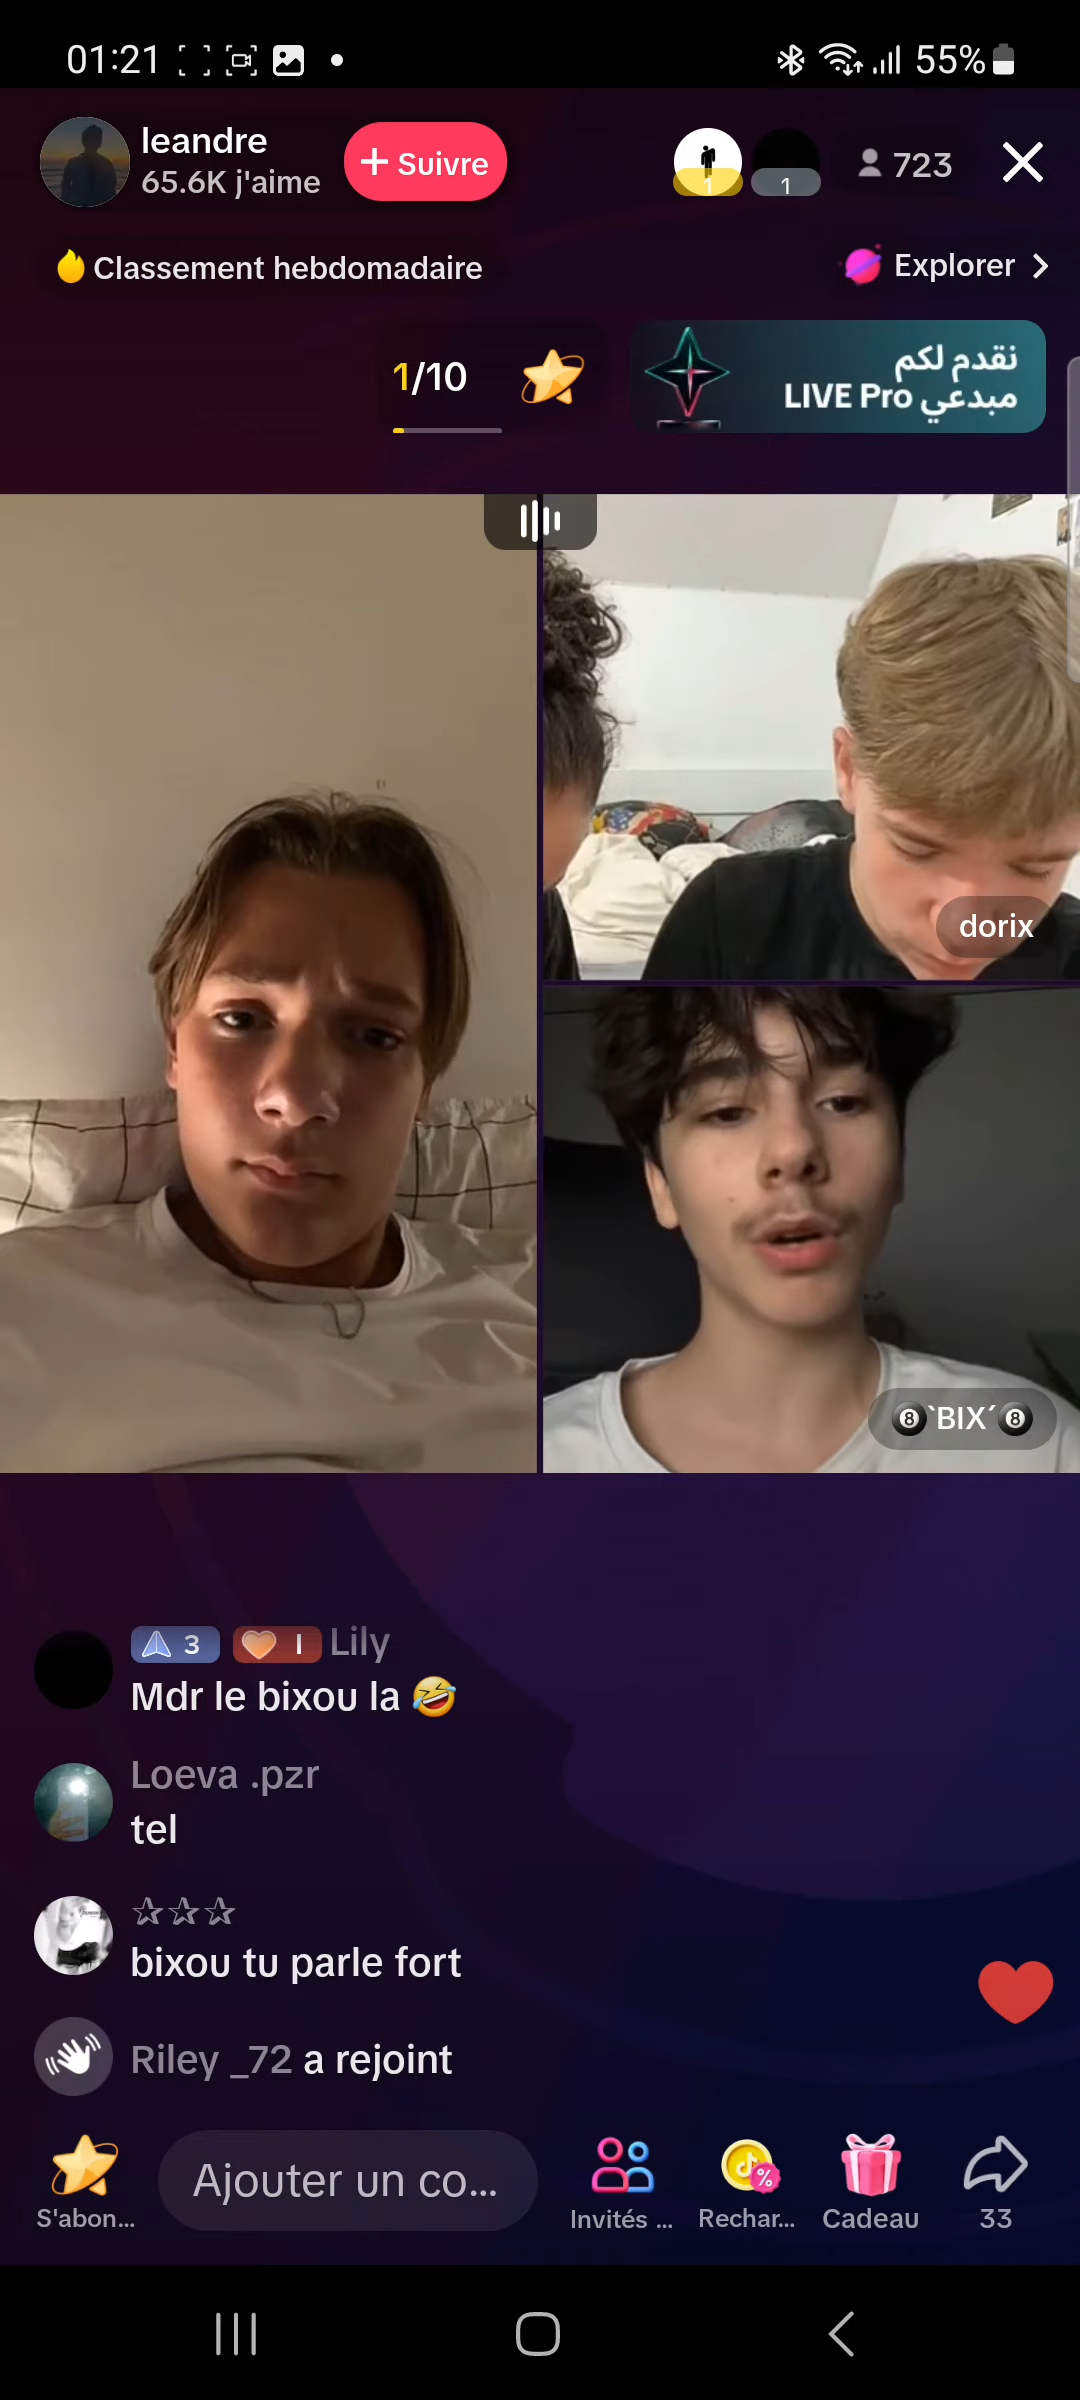 01:21
55%
leandre
65.6K j'aime
+ Suivre
1
1
723
Classement hebdomadaire
Explorer
1/10
نقدم لكم
مبدعي LIVE Pro
dorix
8`BIX´8
3
I
Lily
Mdr le bixou la 🤣
Loeva .pzr
tel
☆☆☆
bixou tu parle fort
Riley _72 a rejoint
S'abon...
Ajouter un co...
Invités ...
Rechar...
Cadeau
33